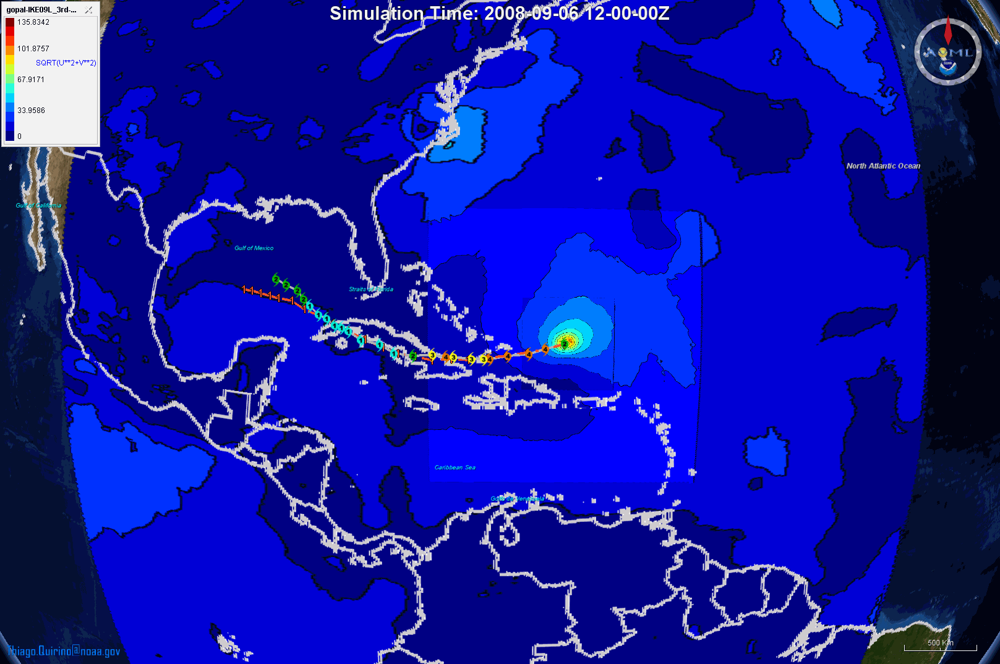 gopal-IKE09L_3rd-...
Simulation Time: 2008-09-06 12-00-00Z
135.8342
101.8757
SQRT(U**2+V**2)
67.9171
33.9586
0
AOML
North Atlantic Ocean
Gulf of California
Gulf of Mexico
Straits of Florida
Caribbean Sea
Golfo de Venezuela
500 Km
Thiago.Quirino@noaa.gov